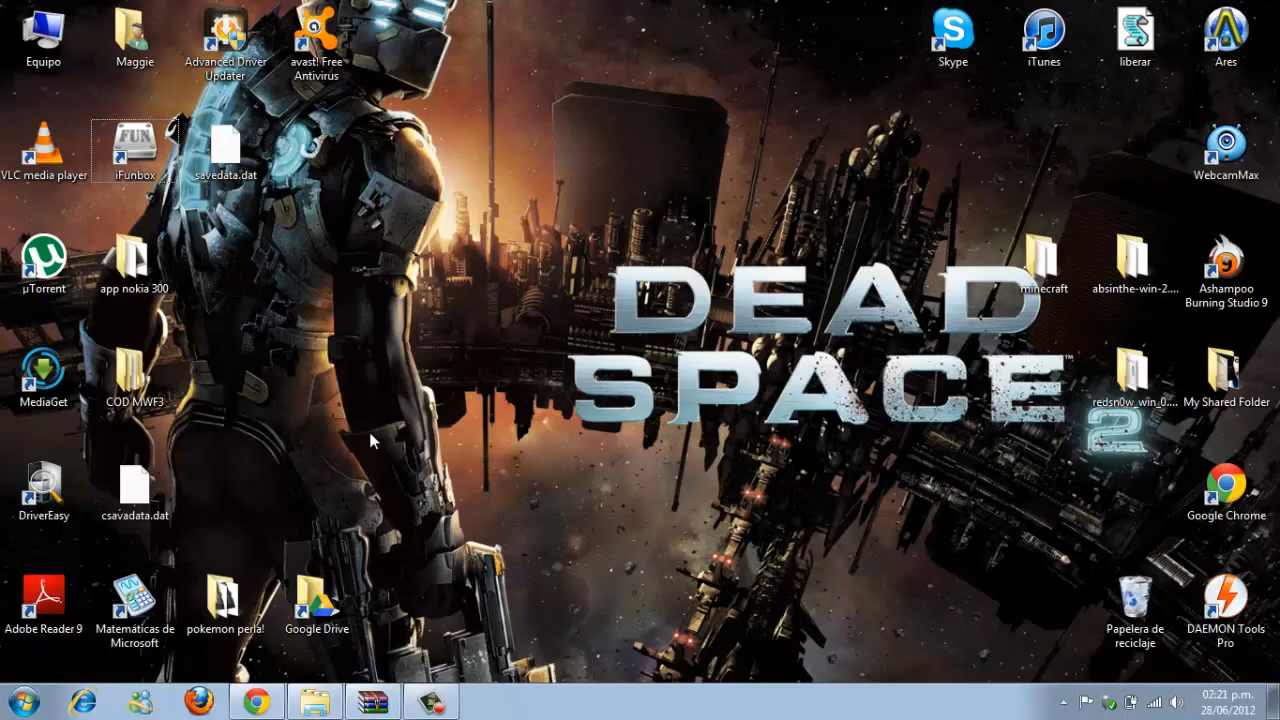 Equipo
Maggie
Advanced Driver
Updater
avast! Free
Antivirus
Skype
iTunes
liberar
Ares
VLC media player
FUN
iFunbox
savedata.dat
WebcamMax
µTorrent
app nokia 300
minecraft
absinthe-win-2....
Ashampoo
Burning Studio 9
DEAD
SPACE™
2
MediaGet
COD MWF3
redsn0w_win_0....
My Shared Folder
DriverEasy
csavadata.dat
Google Chrome
Adobe Reader 9
Matemáticas de
Microsoft
pokemon perla!
Google Drive
Papelera de
reciclaje
DAEMON Tools
Pro
02:21 p.m.
28/06/2012